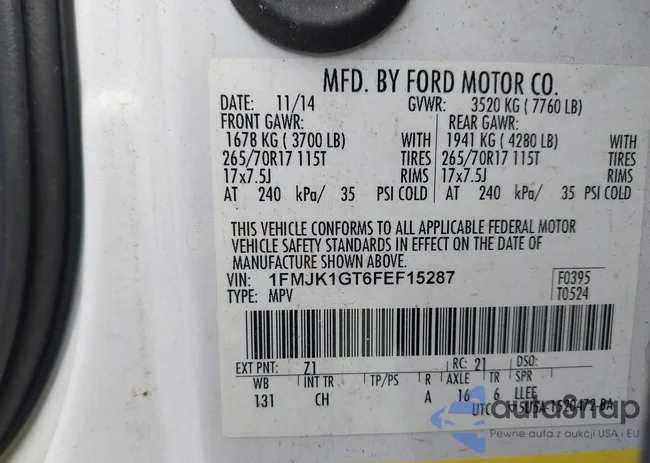 MFD. BY FORD MOTOR CO.
DATE: 11/14 GVWR: 3520 KG ( 7760 LB)
FRONT GAWR: REAR GAWR:
1678 KG ( 3700 LB) WITH 1941 KG ( 4280 LB) WITH
265/70R17 115T TIRES 265/70R17 115T TIRES
17x7.5J RIMS 17x7.5J RIMS
AT 240 kPa/ 35 PSI COLD AT 240 kPa/ 35 PSI COLD
THIS VEHICLE CONFORMS TO ALL APPLICABLE FEDERAL MOTOR
VEHICLE SAFETY STANDARDS IN EFFECT ON THE DATE OF
MANUFACTURE SHOWN ABOVE.
VIN: 1FMJK1GT6FEF15287 F0395
TYPE: MPV T0524
EXT PNT: Z1 RC: 21 DSO:
WB INT TR TP/PS R AXLE TR SPR
131 CH A 16 6 LLEE
UTC
autosnap
Pewne auta z aukcji USA i EU